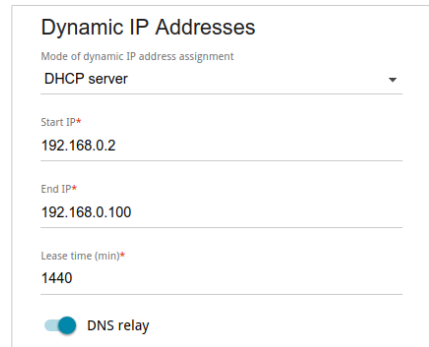 Dynamic IP Addresses
Mode of dynamic IP address assignment
DHCP server
Start IP*
192.168.0.2
End IP*
192.168.0.100
Lease time (min)*
1440
DNS relay